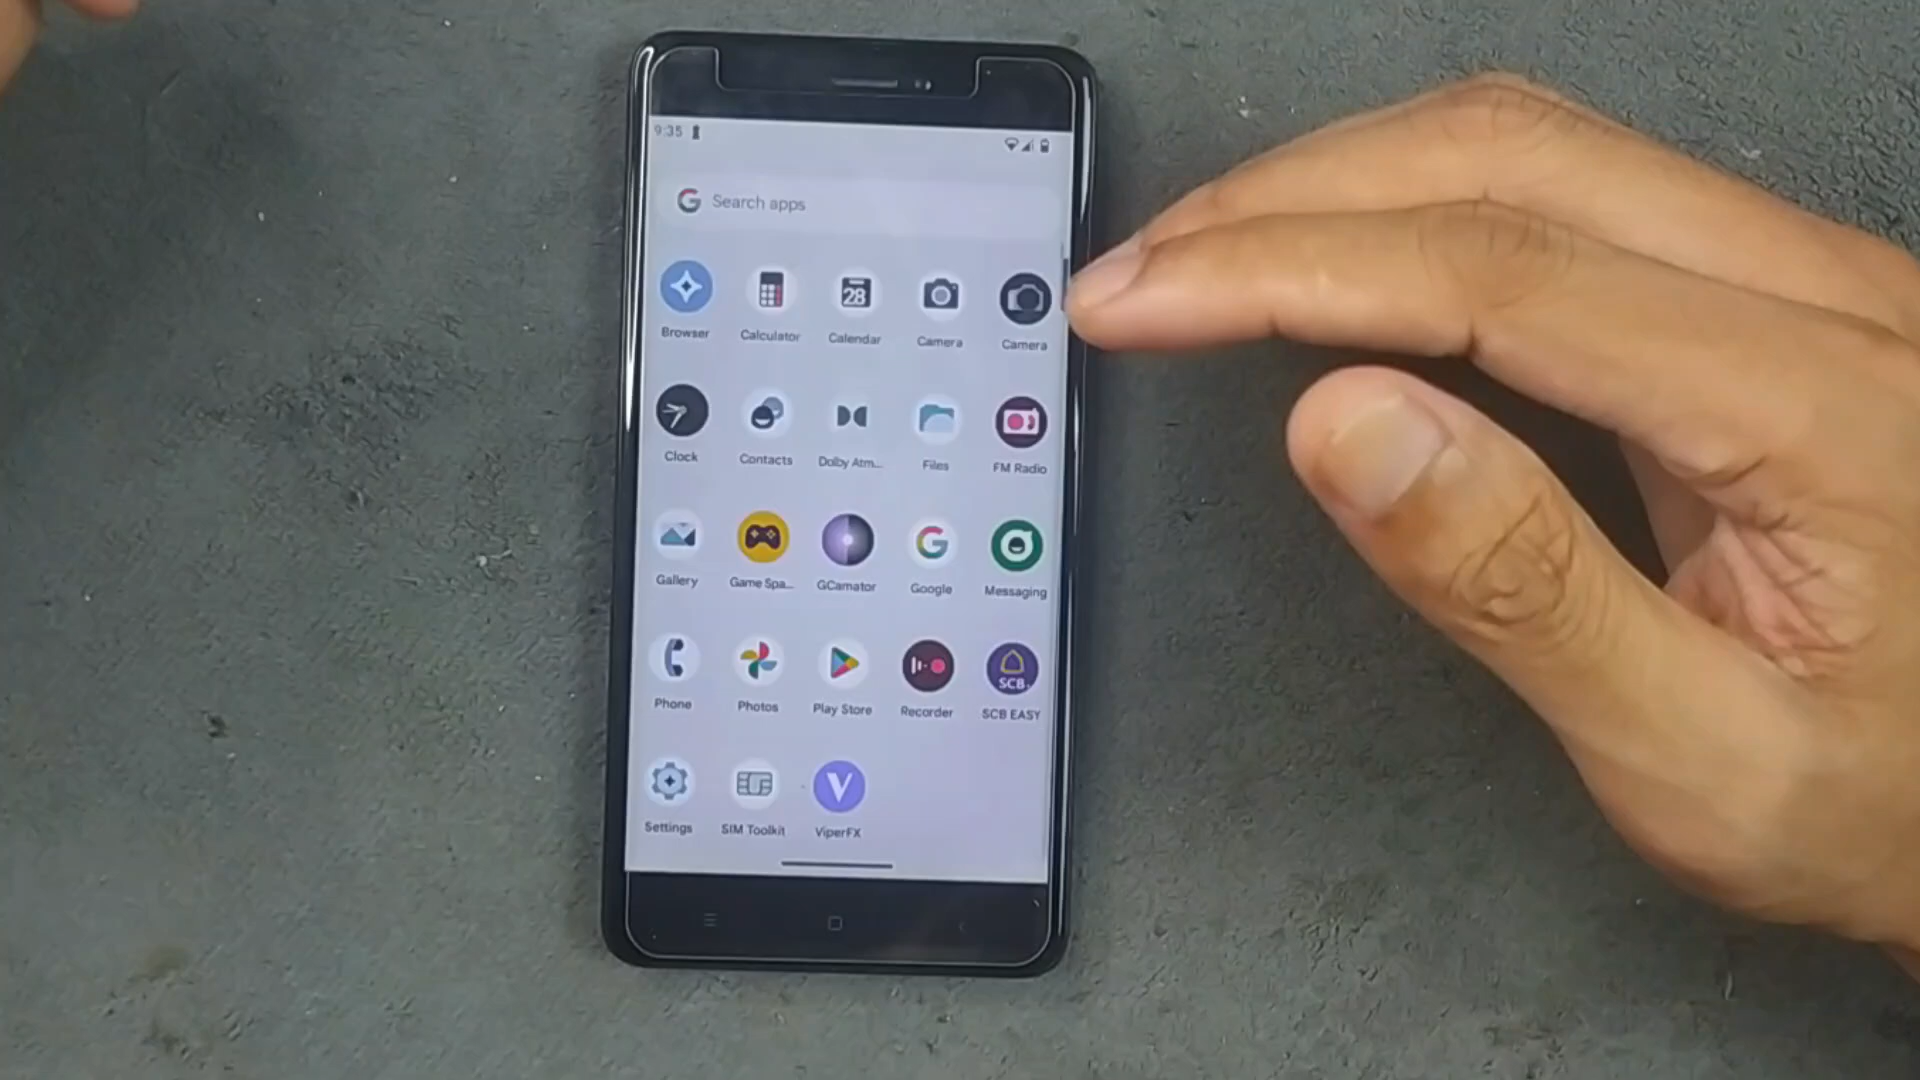 9:35
Search apps
Browser Calculator Calendar Camera Camera
28
Clock Contacts Dolby Atm... Files FM Radio
Gallery Game Spa... GCamator Google Messaging
SCB
Phone Photos Play Store Recorder SCB EASY
Settings SIM Toolkit ViperFX